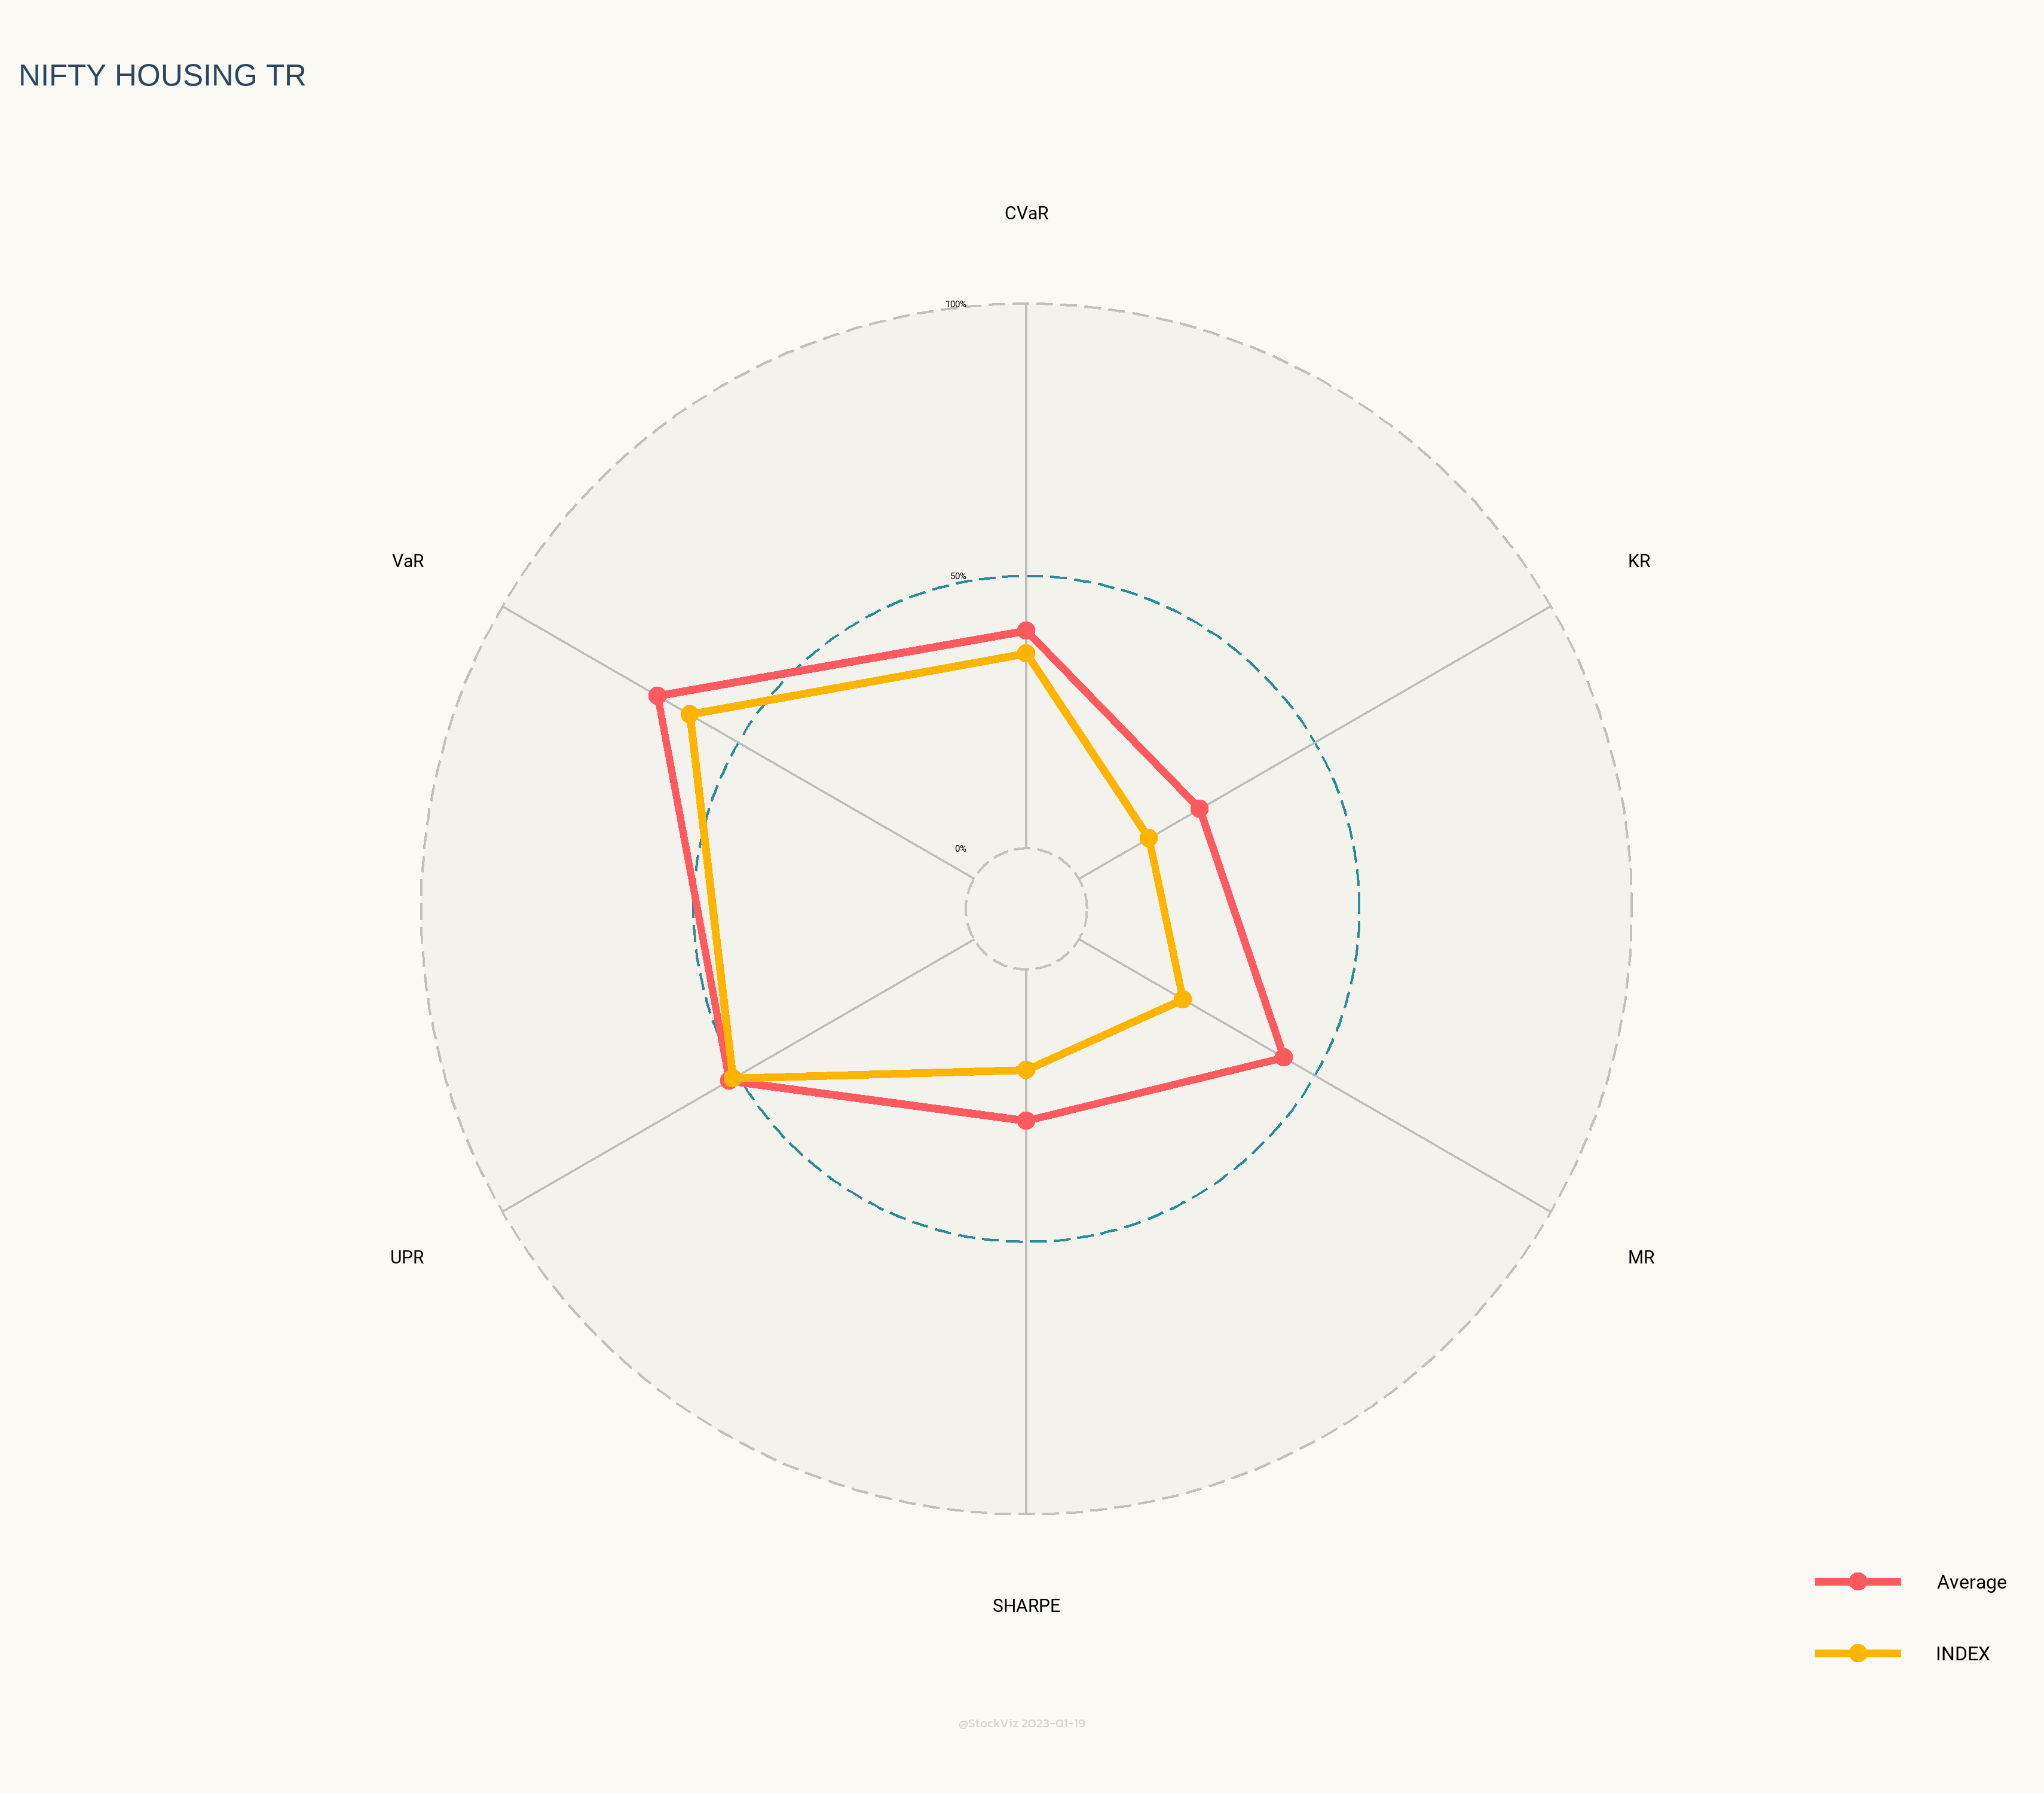 NIFTY HOUSING TR
CVaR
100%
VaR
KR
50%
0%
UPR
MR
SHARPE
Average
INDEX
@StockViz 2023-01-19